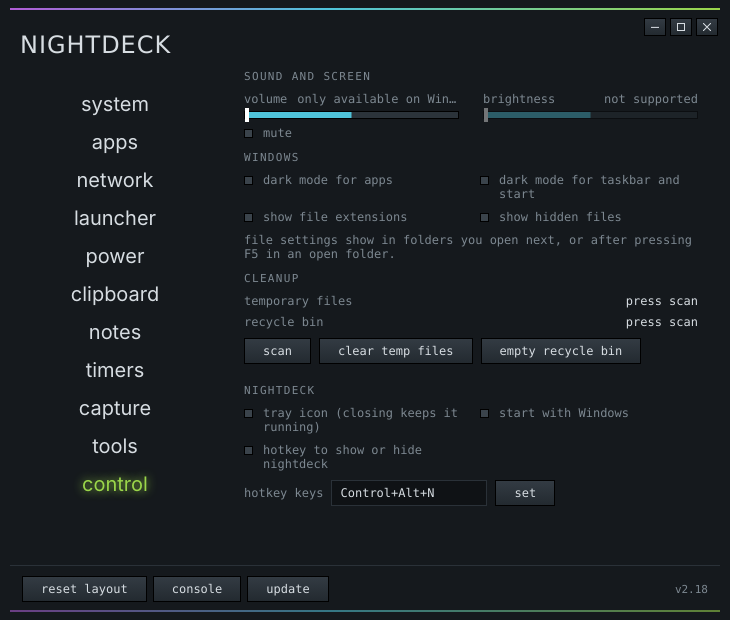 NIGHTDECK
system
apps
network
launcher
power
clipboard
notes
timers
capture
tools
control
SOUND AND SCREEN
volume only available on Win…
brightness not supported
mute
WINDOWS
dark mode for apps
dark mode for taskbar and
start
show file extensions
show hidden files
file settings show in folders you open next, or after pressing
F5 in an open folder.
CLEANUP
temporary files press scan
recycle bin press scan
scan clear temp files empty recycle bin
NIGHTDECK
tray icon (closing keeps it
running)
start with Windows
hotkey to show or hide
nightdeck
hotkey keys Control+Alt+N set
reset layout console update v2.18